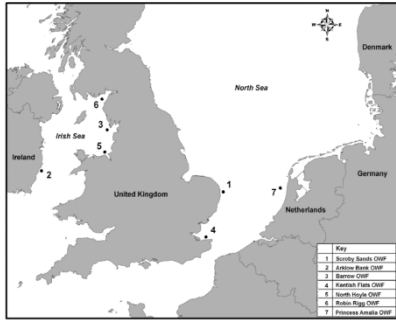 N
W E
S
Denmark
North Sea
6
Irish Sea
3
Ireland
5
2
Germany
United Kingdom
1
7
Netherlands
4
Key
1 Scroby Sands OWF
2 Arklow Bank OWF
3 Barrow OWF
4 Kentish Flats OWF
5 North Hoyle OWF
6 Robin Rigg OWF
7 Princess Amalia OWF